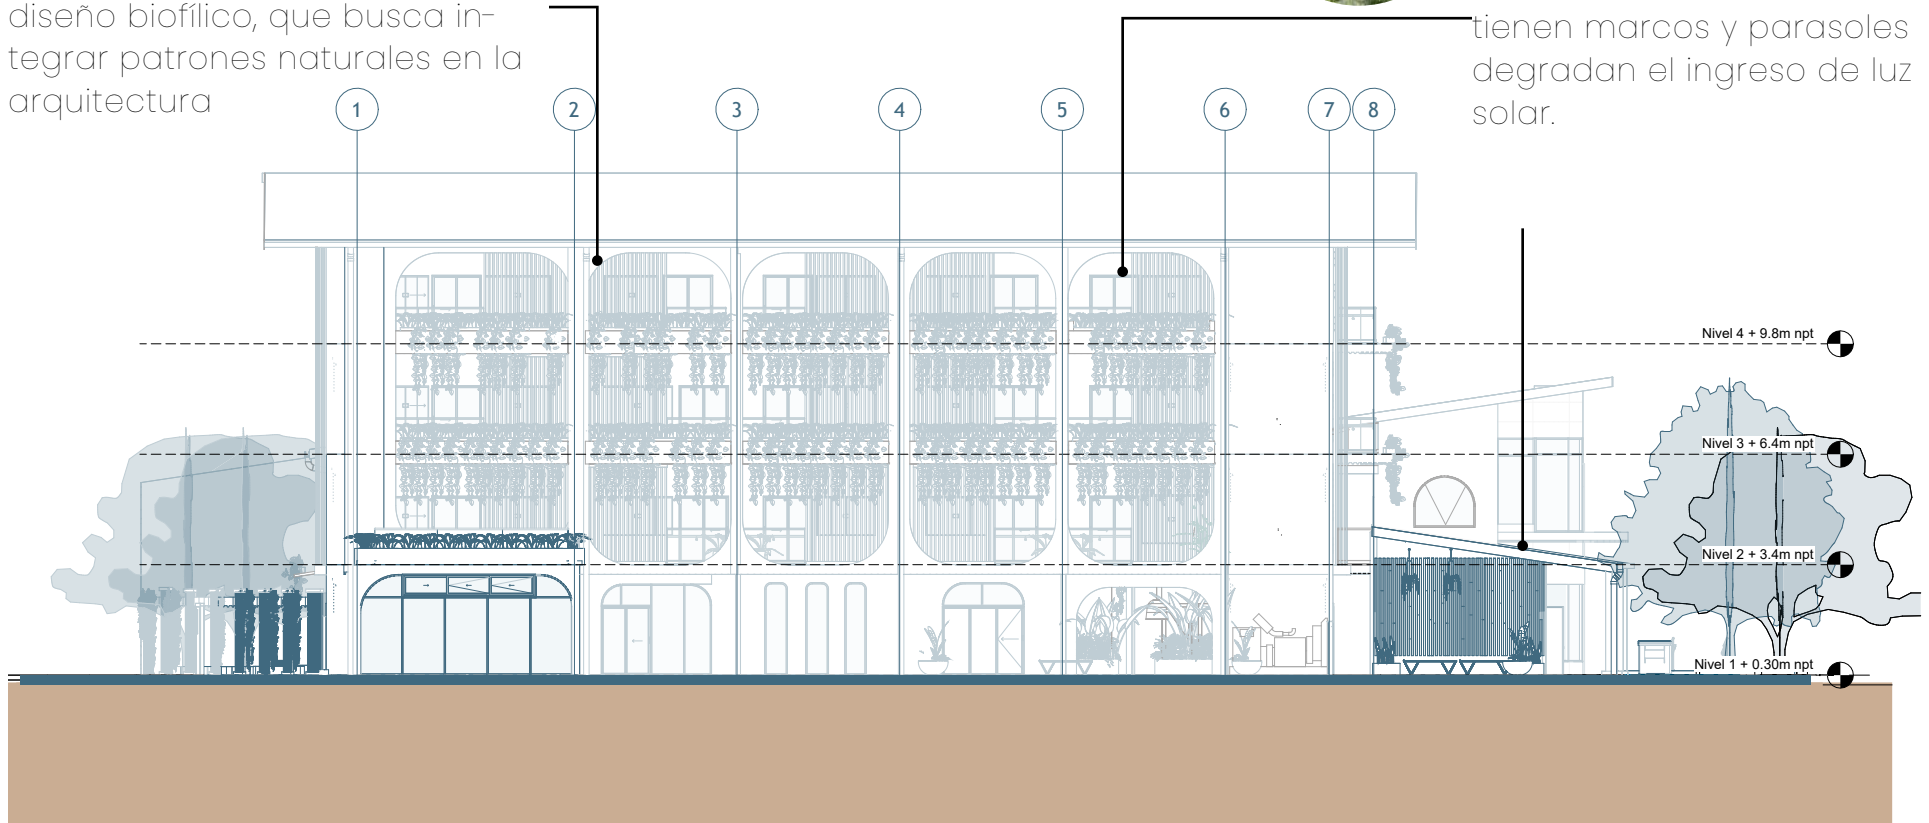 diseño biofílico, que busca in-
tegrar patrones naturales en la
arquitectura
tienen marcos y parasoles
degradan el ingreso de luz
solar.
1
2
3
4
5
6
7
8
Nivel 4 + 9.8m npt
Nivel 3 + 6.4m npt
Nivel 2 + 3.4m npt
Nivel 1 + 0.30m npt